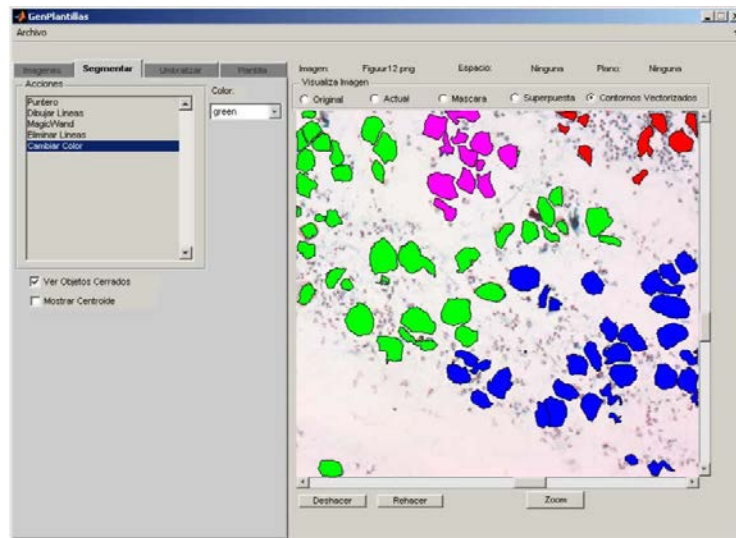 GenPlantillas
Archivo
Imagenes Segmentar Umbralizar Plantilla
Imagen: Figuur12.png Espacio: Ninguna Plano: Ninguna
Acciones
Puntero
Dibujar Lineas
MagicWand
Eliminar Lineas
Cambiar Color
Color:
green
Ver Objetos Cerrados
Mostrar Centroide
Visualiza Imagen
Original Actual Mascara Superpuesta Contornos Vectorizados
Deshacer Rehacer Zoom